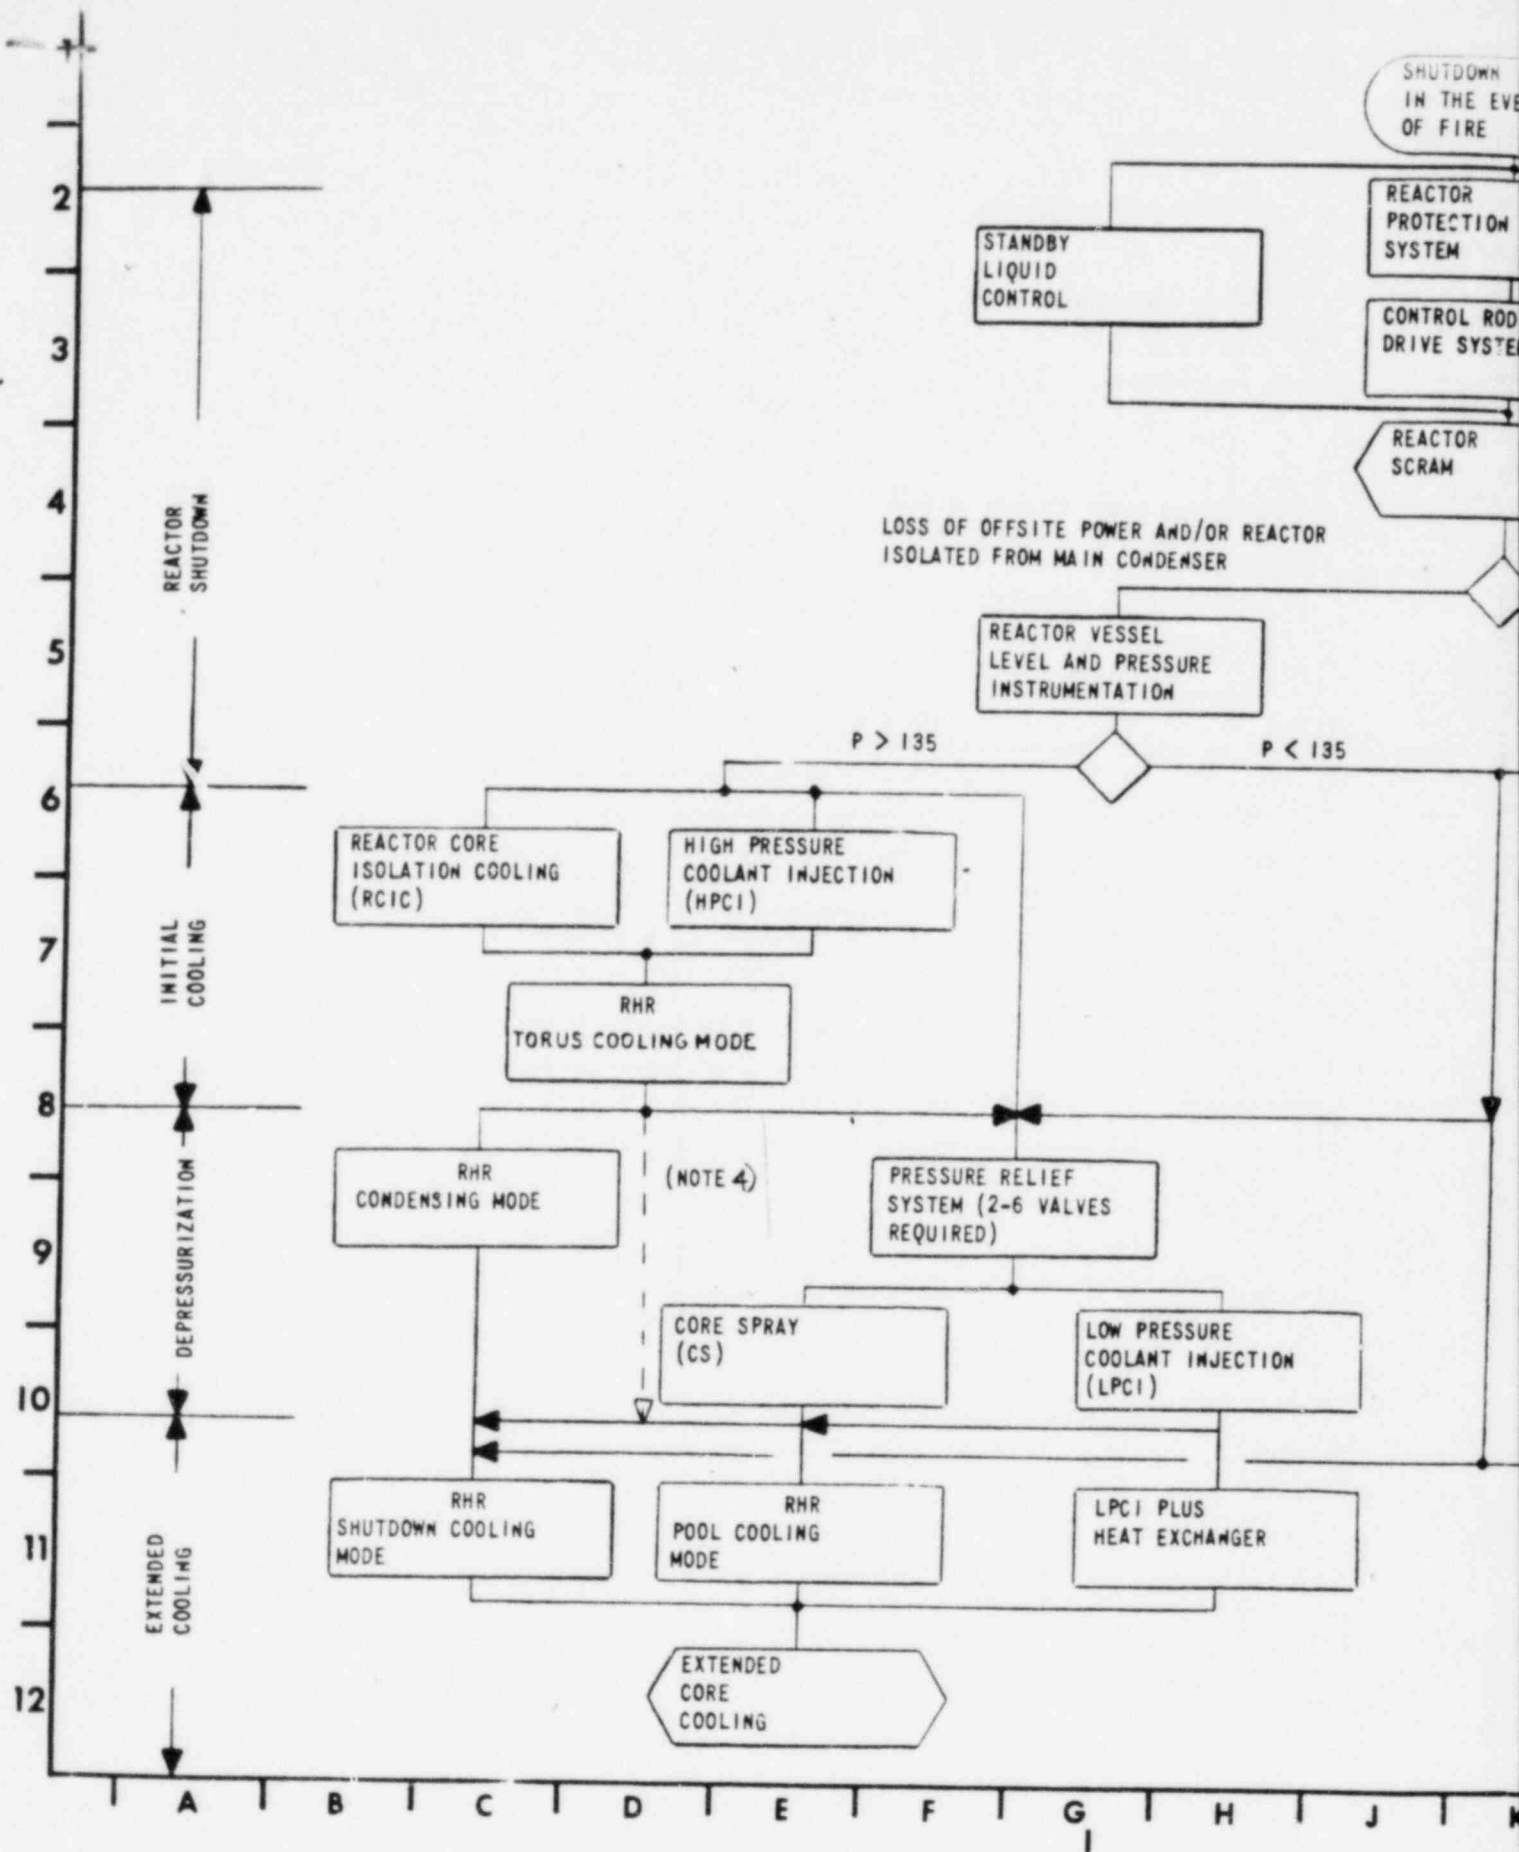 SHUTDOWN
IN THE EVE
OF FIRE
2
REACTOR
PROTECTION
SYSTEM
STANDBY
LIQUID
CONTROL
3
CONTROL ROD
DRIVE SYSTEM
REACTOR
SCRAM
4
REACTOR
SHUTDOWN
LOSS OF OFFSITE POWER AND/OR REACTOR
ISOLATED FROM MAIN CONDENSER
5
REACTOR VESSEL
LEVEL AND PRESSURE
INSTRUMENTATION
P > 135
P < 135
6
REACTOR CORE
ISOLATION COOLING
(RCIC)
HIGH PRESSURE
COOLANT INJECTION
(HPCI)
7
INITIAL
COOLING
RHR
TORUS COOLING MODE
8
RHR
CONDENSING MODE
(NOTE 4)
PRESSURE RELIEF
SYSTEM (2-6 VALVES
REQUIRED)
9
DEPRESSURIZATION
CORE SPRAY
(CS)
LOW PRESSURE
COOLANT INJECTION
(LPCI)
10
RHR
SHUTDOWN COOLING
MODE
RHR
POOL COOLING
MODE
LPCI PLUS
HEAT EXCHANGER
11
EXTENDED
COOLING
EXTENDED
CORE
COOLING
12
A B C D E F G H J K